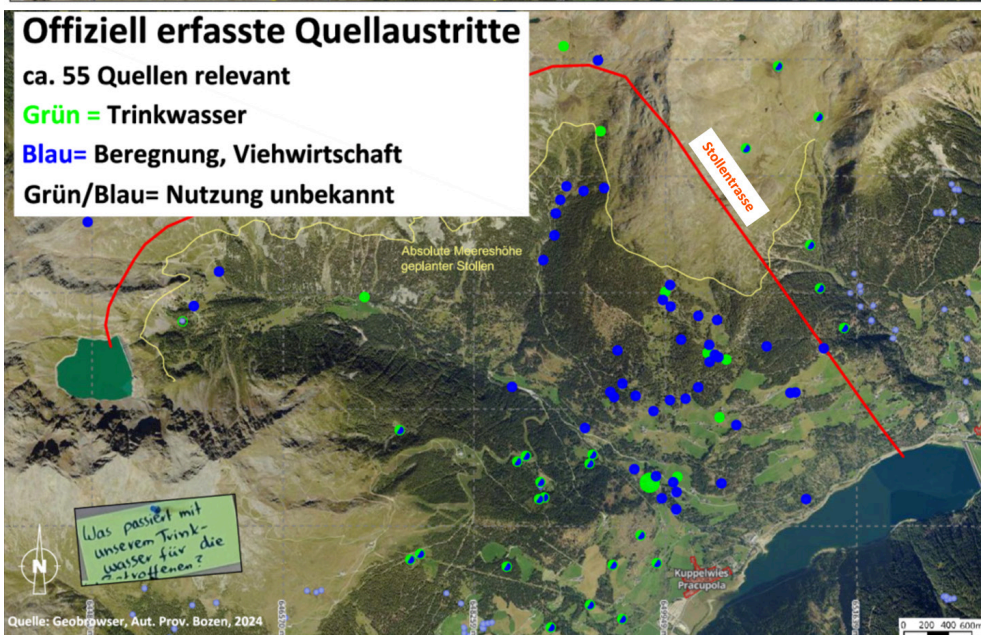 Offiziell erfasste Quellaustritte
ca. 55 Quellen relevant
Grün = Trinkwasser
Blau= Beregnung, Viehwirtschaft
Grün/Blau= Nutzung unbekannt
Stollentrasse
Absolute Meereshöhe
geplanter Stollen
Was passiert mit
unserem Trink-
wasser für die
Betroffenen?
Kuppelwies
Pracupola
N
Quelle: Geobrowser, Aut. Prov. Bozen, 2024
0 200 400 600m